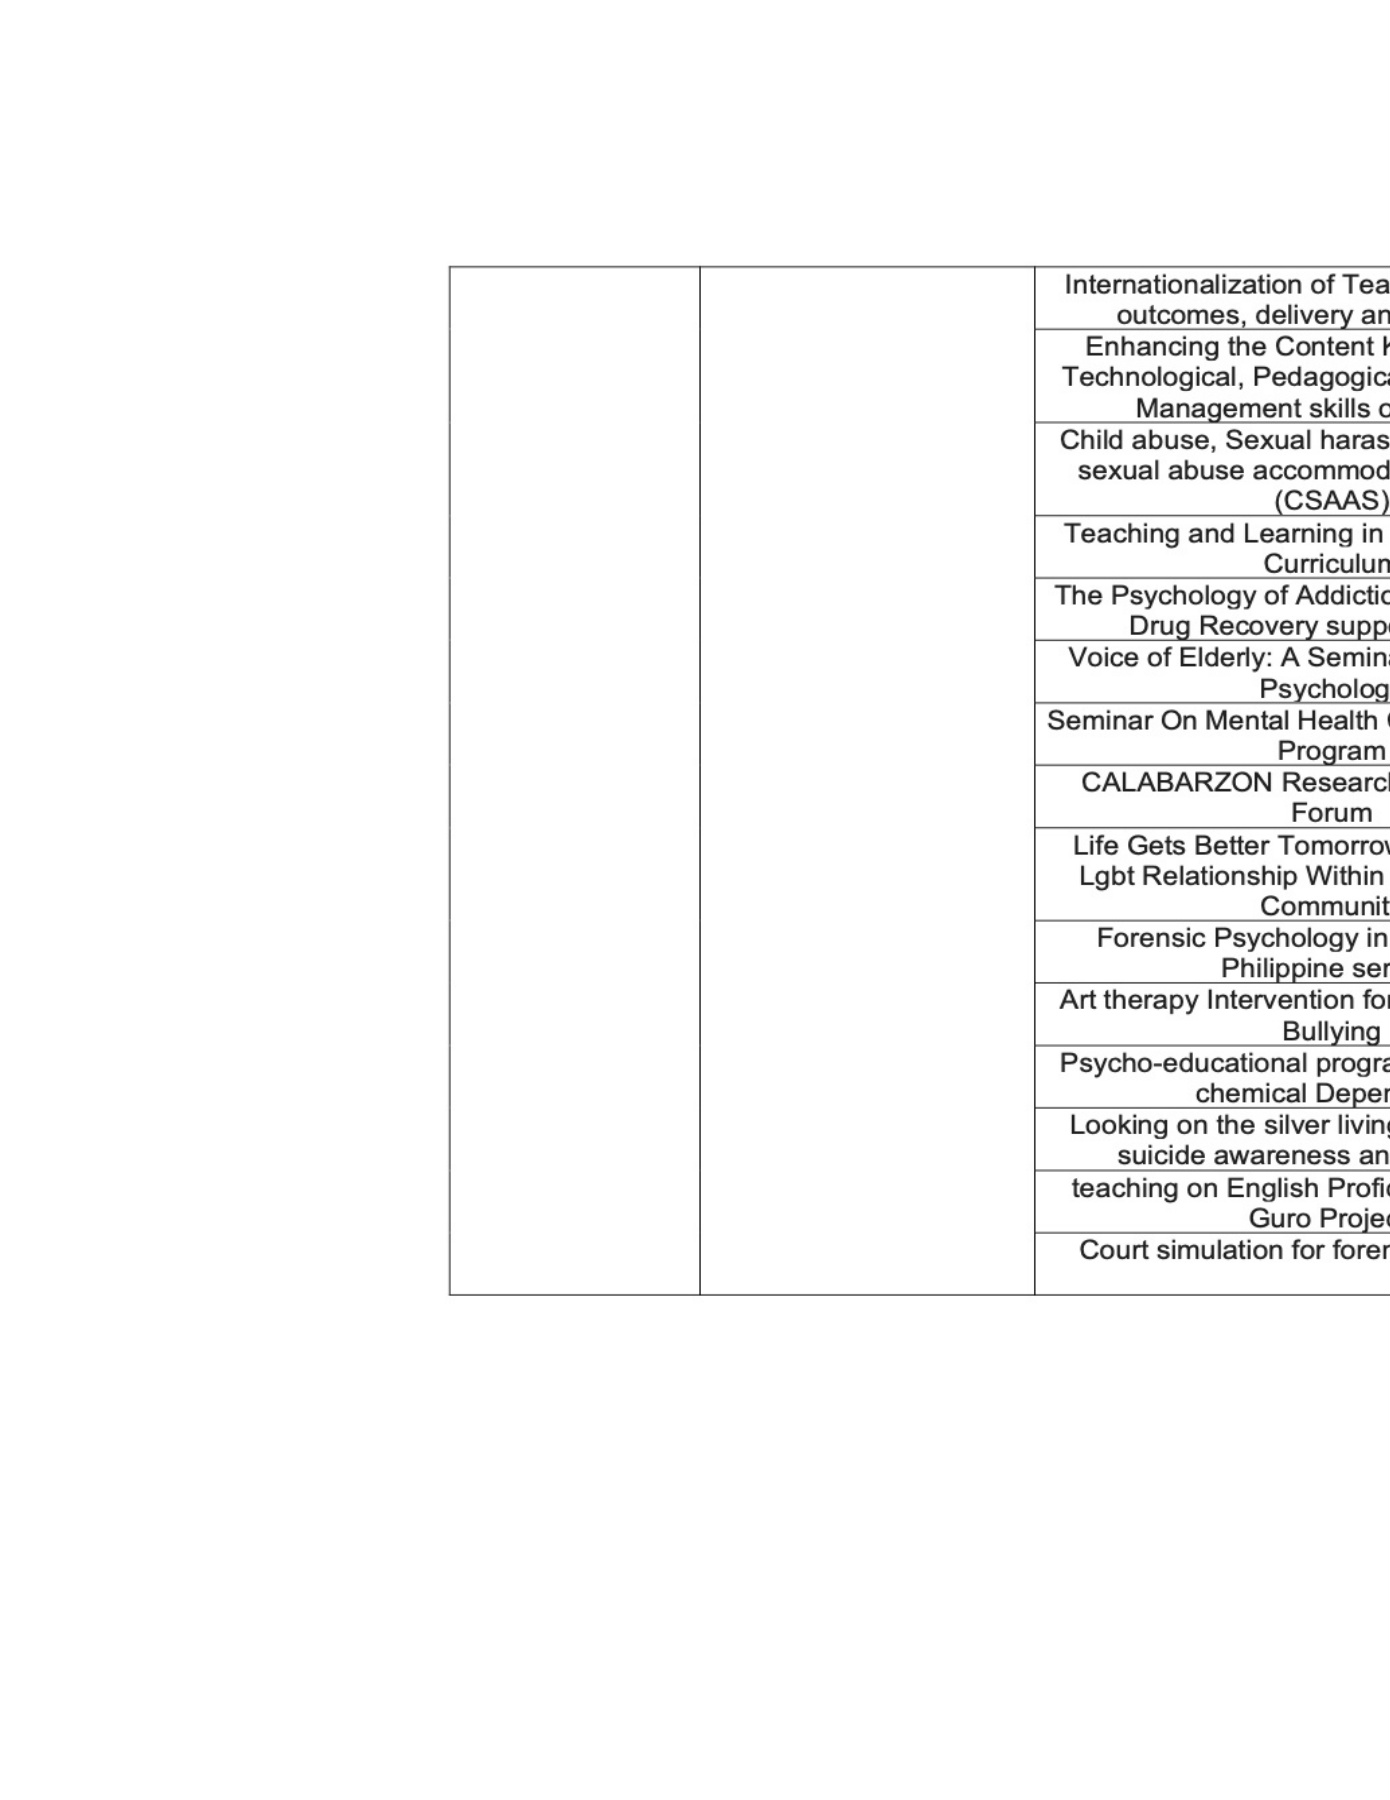 Internationalization of Tea
outcomes, delivery an
Enhancing the Content K
Technological, Pedagogica
Management skills o
Child abuse, Sexual haras
sexual abuse accommod
(CSAAS)
Teaching and Learning in
Curriculum
The Psychology of Addictio
Drug Recovery suppo
Voice of Elderly: A Semina
Psycholog
Seminar On Mental Health
Program
CALABARZON Research
Forum
Life Gets Better Tomorrow
Lgbt Relationship Within
Communit
Forensic Psychology in
Philippine ser
Art therapy Intervention for
Bullying
Psycho-educational progra
chemical Depen
Looking on the silver living
suicide awareness an
teaching on English Profic
Guro Projec
Court simulation for foren